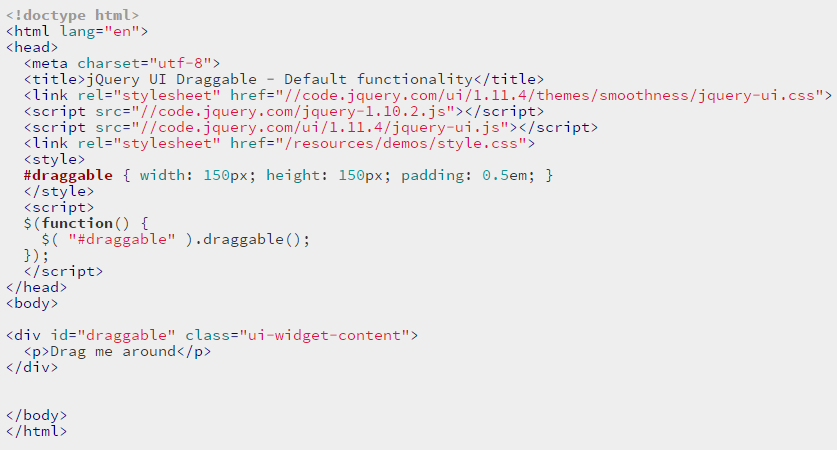 <!doctype html>
<html lang="en">
<head>
  <meta charset="utf-8">
  <title>jQuery UI Draggable - Default functionality</title>
  <link rel="stylesheet" href="//code.jquery.com/ui/1.11.4/themes/smoothness/jquery-ui.css">
  <script src="//code.jquery.com/jquery-1.10.2.js"></script>
  <script src="//code.jquery.com/ui/1.11.4/jquery-ui.js"></script>
  <link rel="stylesheet" href="/resources/demos/style.css">
  <style>
  #draggable { width: 150px; height: 150px; padding: 0.5em; }
  </style>
  <script>
  $(function() {
    $( "#draggable" ).draggable();
  });
  </script>
</head>
<body>

<div id="draggable" class="ui-widget-content">
  <p>Drag me around</p>
</div>


</body>
</html>